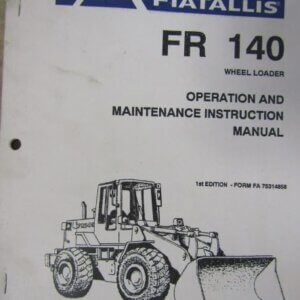 FIATALLIS
FR 140
WHEEL LOADER
OPERATION AND
MAINTENANCE INSTRUCTION
MANUAL
1st EDITION - FORM FA 75314858